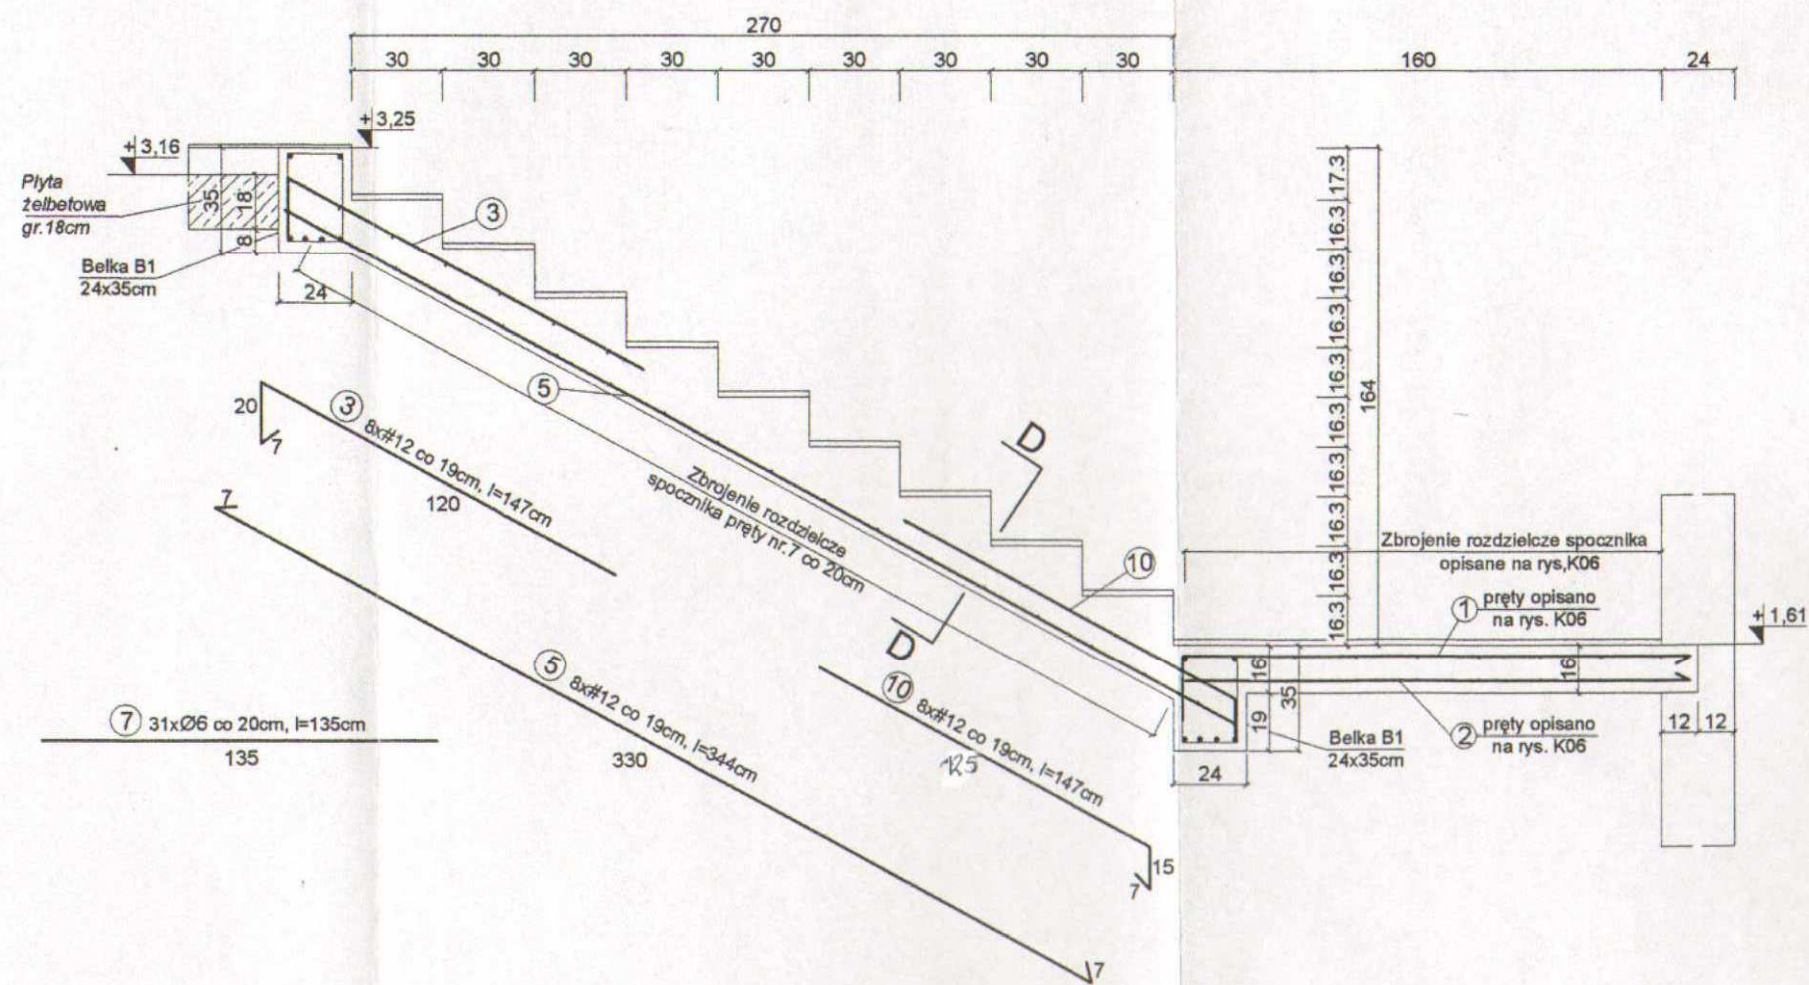 270
30 30 30 30 30 30 30 30 30 160 24
+ 3,25
+ 3,16
Płyta
żelbetowa
gr.18cm
35
18
8
Belka B1
24x35cm
24
3
5
20
7
3 8x#12 co 19cm, l=147cm
120
7
Zbrojenie rozdzielcze
spocznika pręty nr.7 co 20cm
D
D
10
17.3
16.3
16.3
16.3
16.3
16.3
16.3
16.3
16.3
16.3
164
Zbrojenie rozdzielcze spocznika
opisane na rys,K06
1 pręty opisano
na rys. K06
+ 1,61
16
35
19
16
12 12
2 pręty opisano
na rys. K06
Belka B1
24x35cm
24
5 8x#12 co 19cm, l=344cm
330
7
10 8x#12 co 19cm, l=147cm
125
15
7
7 31xØ6 co 20cm, l=135cm
135